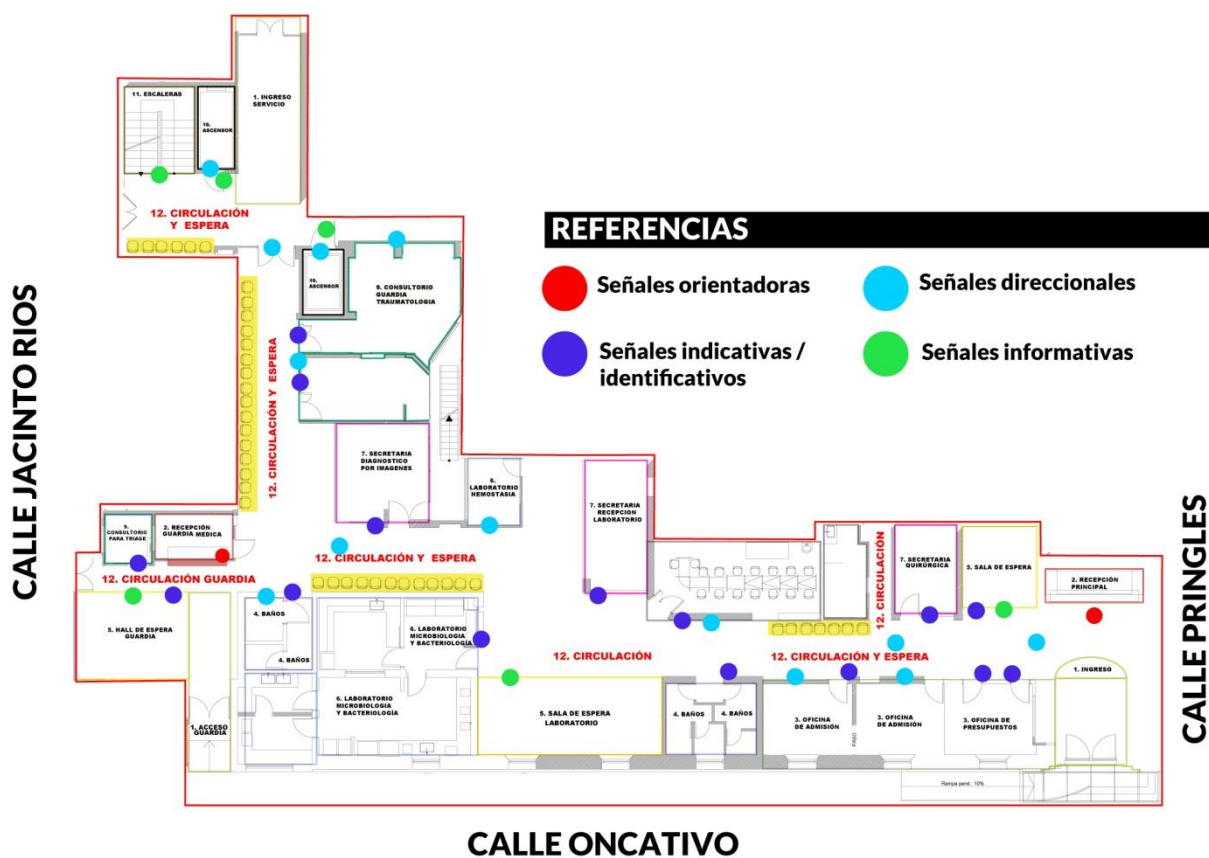 11. ESCALERAS
10.
ASCENSOR
1. INGRESO
SERVICIO
12. CIRCULACIÓN
Y ESPERA
10.
ASCENSOR
9. CONSULTORIO
GUARDIA
TRAUMATOLOGIA
12. CIRCULACIÓN Y ESPERA
REFERENCIAS
Señales orientadoras
Señales direccionales
Señales indicativas /
identificativos
Señales informativas
CALLE JACINTO RIOS
7. SECRETARIA
DIAGNOSTICO
POR IMAGENES
6.
LABORATORIO
HEMOSTASIA
7. SECRETARIA
RECEPCION
LABORATORIO
9.
CONSULTORIO
PARA TRIAGE
2. RECEPCIÓN
GUARDIA MEDICA
12. CIRCULACIÓN GUARDIA
12. CIRCULACIÓN Y ESPERA
12. CIRCULACIÓN
7. SECRETARIA
QUIRÚRGICA
5. SALA DE ESPERA
2. RECEPCIÓN
PRINCIPAL
CALLE PRINGLES
5. HALL DE ESPERA
GUARDIA
4. BAÑOS
4. BAÑOS
6. LABORATORIO
MICROBIOLOGIA
Y BACTERIOLOGÍA
6. LABORATORIO
MICROBIOLOGIA
Y BACTERIOLOGÍA
12. CIRCULACIÓN
12. CIRCULACIÓN Y ESPERA
1. INGRESO
1. ACCESO
GUARDIA
5. SALA DE ESPERA
LABORATORIO
4. BAÑOS
4. BAÑOS
3. OFICINA
DE ADMISIÓN
PASO
3. OFICINA
DE ADMISIÓN
3. OFICINA DE
PRESUPUESTOS
Rampa pend.: 10%
CALLE ONCATIVO